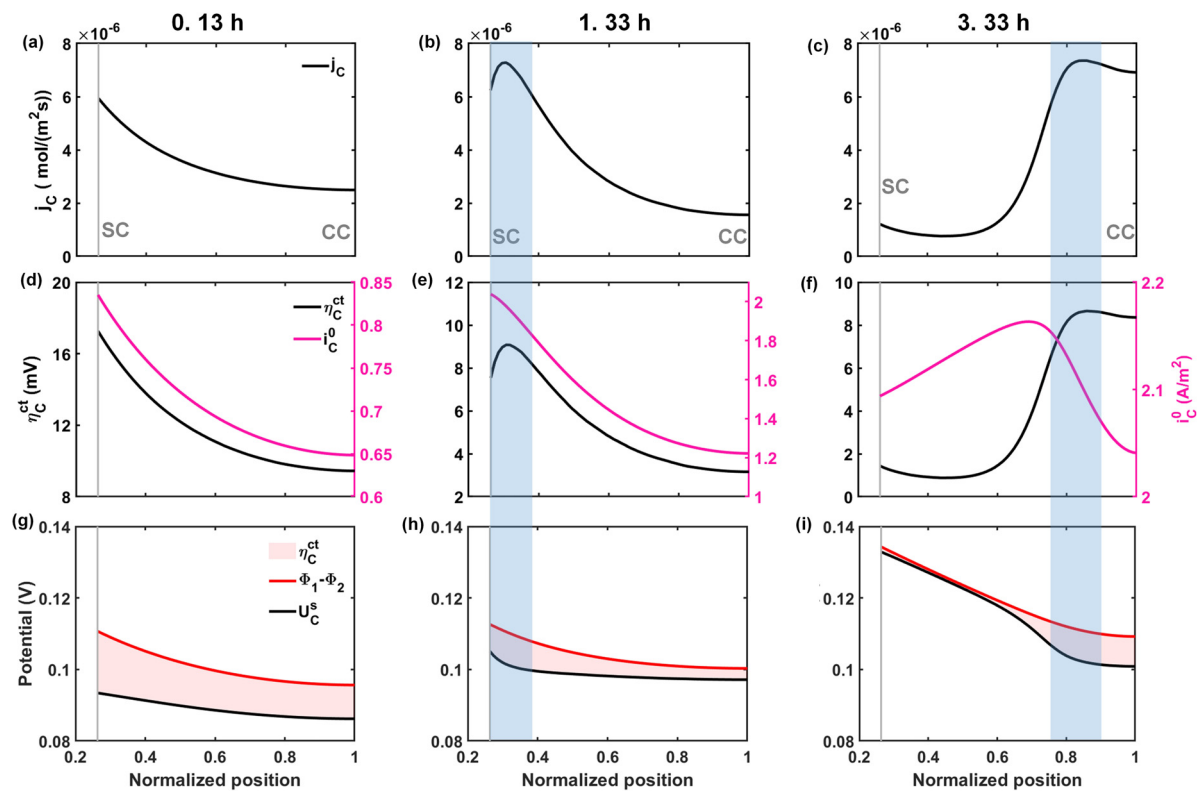 0. 13 h
1. 33 h
3. 33 h
(a)
×10⁻⁶
8
6
4
2
0
j_C ( mol/(m²s))
j_C
SC
CC
(b)
×10⁻⁶
8
6
4
2
0
SC
CC
(c)
×10⁻⁶
8
6
4
2
0
SC
CC
(d)
20
16
12
8
η_C^ct (mV)
η_C^ct
i_C^0
0.85
0.8
0.75
0.7
0.65
0.6
(e)
12
10
8
6
4
2
2
1.8
1.6
1.4
1.2
1
(f)
10
8
6
4
2
0
2.2
2.1
2
i_C^0 (A/m²)
(g)
0.14
0.12
0.1
0.08
Potential (V)
η_C^ct
Φ₁-Φ₂
U_C^s
0.2 0.4 0.6 0.8 1
Normalized position
(h)
0.14
0.12
0.1
0.08
0.2 0.4 0.6 0.8 1
Normalized position
(i)
0.14
0.12
0.1
0.08
0.2 0.4 0.6 0.8 1
Normalized position